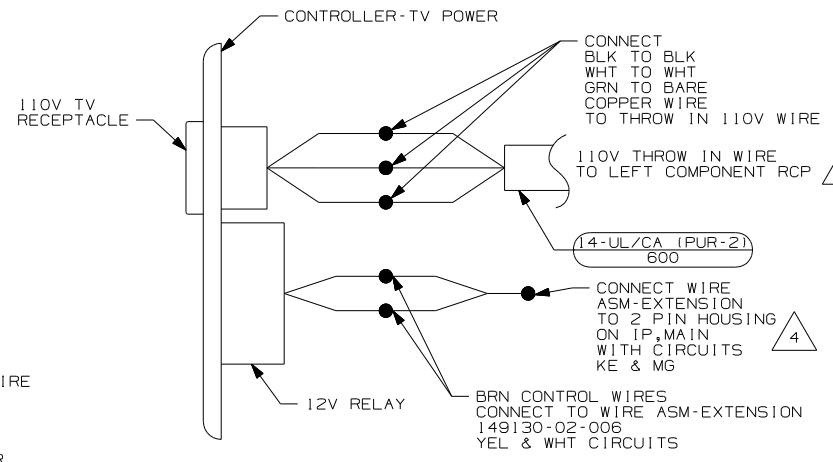 CONTROLLER-TV POWER
CONNECT
BLK TO BLK
WHT TO WHT
GRN TO BARE
COPPER WIRE
TO THROW IN 110V WIRE
110V TV
RECEPTACLE
110V THROW IN WIRE
TO LEFT COMPONENT RCP
14-UL/CA (PUR-2)
600
CONNECT WIRE
ASM-EXTENSION
TO 2 PIN HOUSING
ON IP,MAIN
WITH CIRCUITS
KE & MG
4
IRE
12V RELAY
BRN CONTROL WIRES
CONNECT TO WIRE ASM-EXTENSION
149130-02-006
YEL & WHT CIRCUITS